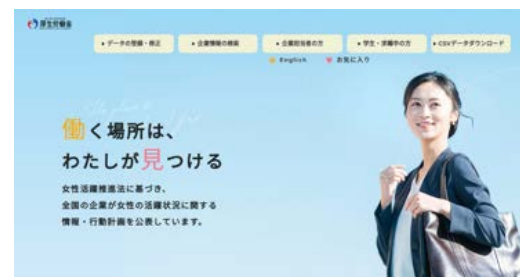 厚生労働省
▸ データの登録・修正
▸ 企業情報の検索
▸ 企業担当者の方
▸ 学生・求職中の方
▸ CSVデータダウンロード
English
お気に入り
働く場所は、
わたしが見つける
女性活躍推進法に基づき、
全国の企業が女性の活躍状況に関する
情報・行動計画を公表しています。